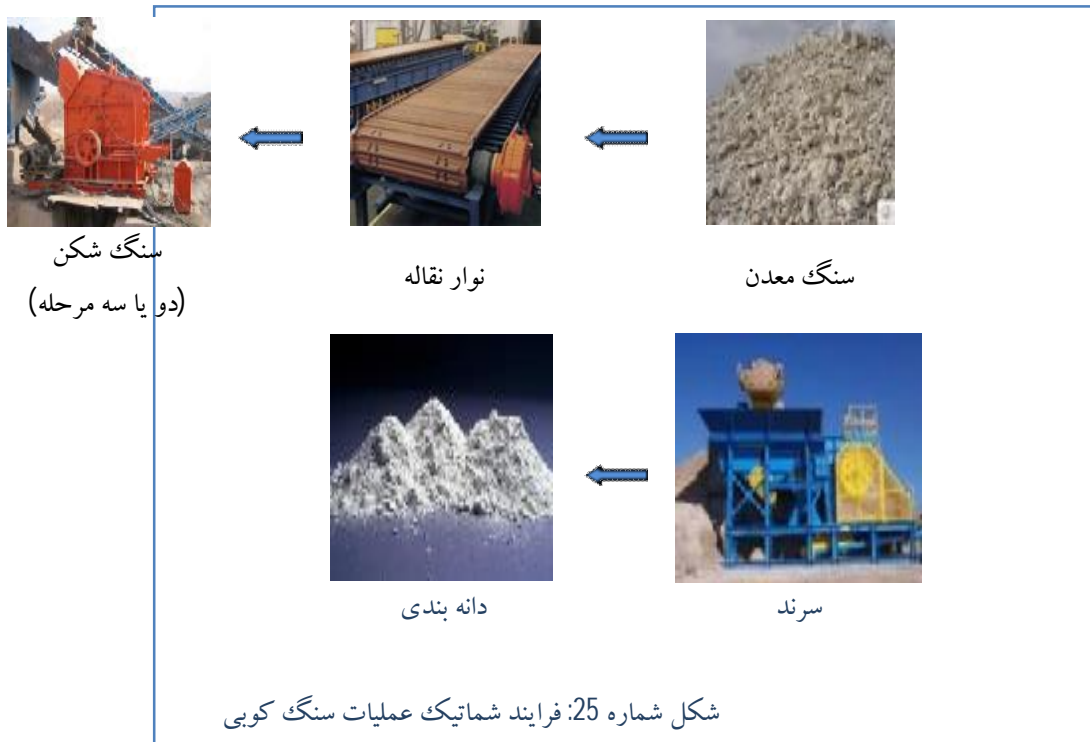 سنگ معدن
نوار نقاله
سنگ شکن
(دو یا سه مرحله)
سرند
دانه بندی
شکل شماره 25: فرایند شماتیک عملیات سنگ کوبی